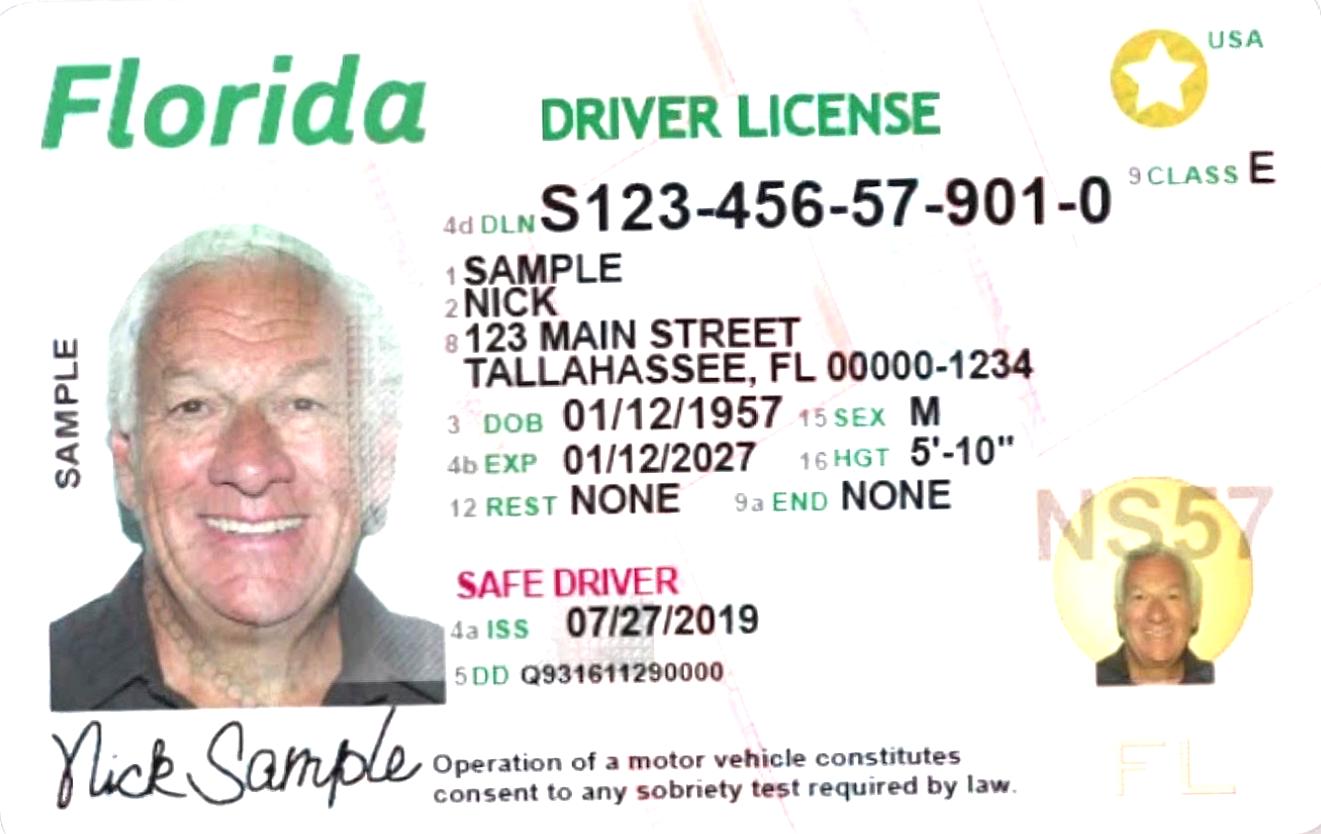 Florida
DRIVER LICENSE
USA
9 CLASS E
4d DLN S123-456-57-901-0
1 SAMPLE
2 NICK
8 123 MAIN STREET
TALLAHASSEE, FL 00000-1234
3 DOB 01/12/1957 15 SEX M
4b EXP 01/12/2027 16 HGT 5'-10"
12 REST NONE 9a END NONE
SAMPLE
NS57
SAFE DRIVER
4a ISS 07/27/2019
5 DD Q931611290000
Nick Sample
Operation of a motor vehicle constitutes
consent to any sobriety test required by law.
FL